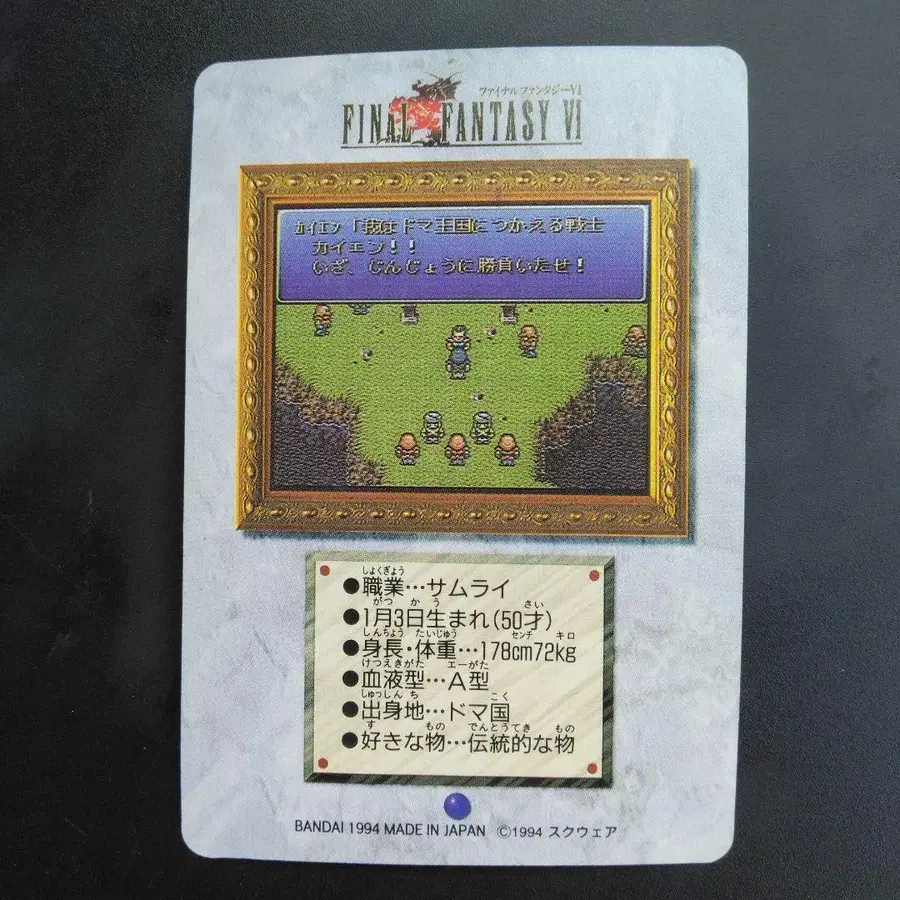 ファイナルファンタジーVI
FINAL FANTASY VI
カイエン「我はドマ王国につかえる戦士
カイエン！！
いざ、じんじょうに勝負いたせ！
しょくぎょう
●職業…サムライ
がつ か う さい
●1月3日生まれ(50才)
しんちょう たいじゅう センチ キロ
●身長・体重…178cm72kg
けつえきがた エーがた
●血液型…A型
しゅっしん ち こく
●出身地…ドマ国
す もの でんとうてき もの
●好きな物…伝統的な物
BANDAI 1994 MADE IN JAPAN ©1994 スクウェア